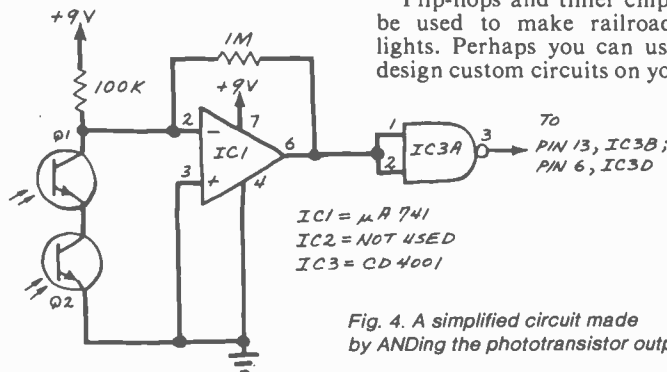 Flip-flops and timer chip
be used to make railroad
lights. Perhaps you can us
design custom circuits on yo
+9V
100K
Q1
Q2
1M
+9V
2
−
7
IC1
6
3
+
4
1
2
IC3A
3
TO
PIN 13, IC3B;
PIN 6, IC3D
IC1 = μA 741
IC2 = NOT USED
IC3 = CD 4001
Fig. 4. A simplified circuit made
by ANDing the phototransistor outp